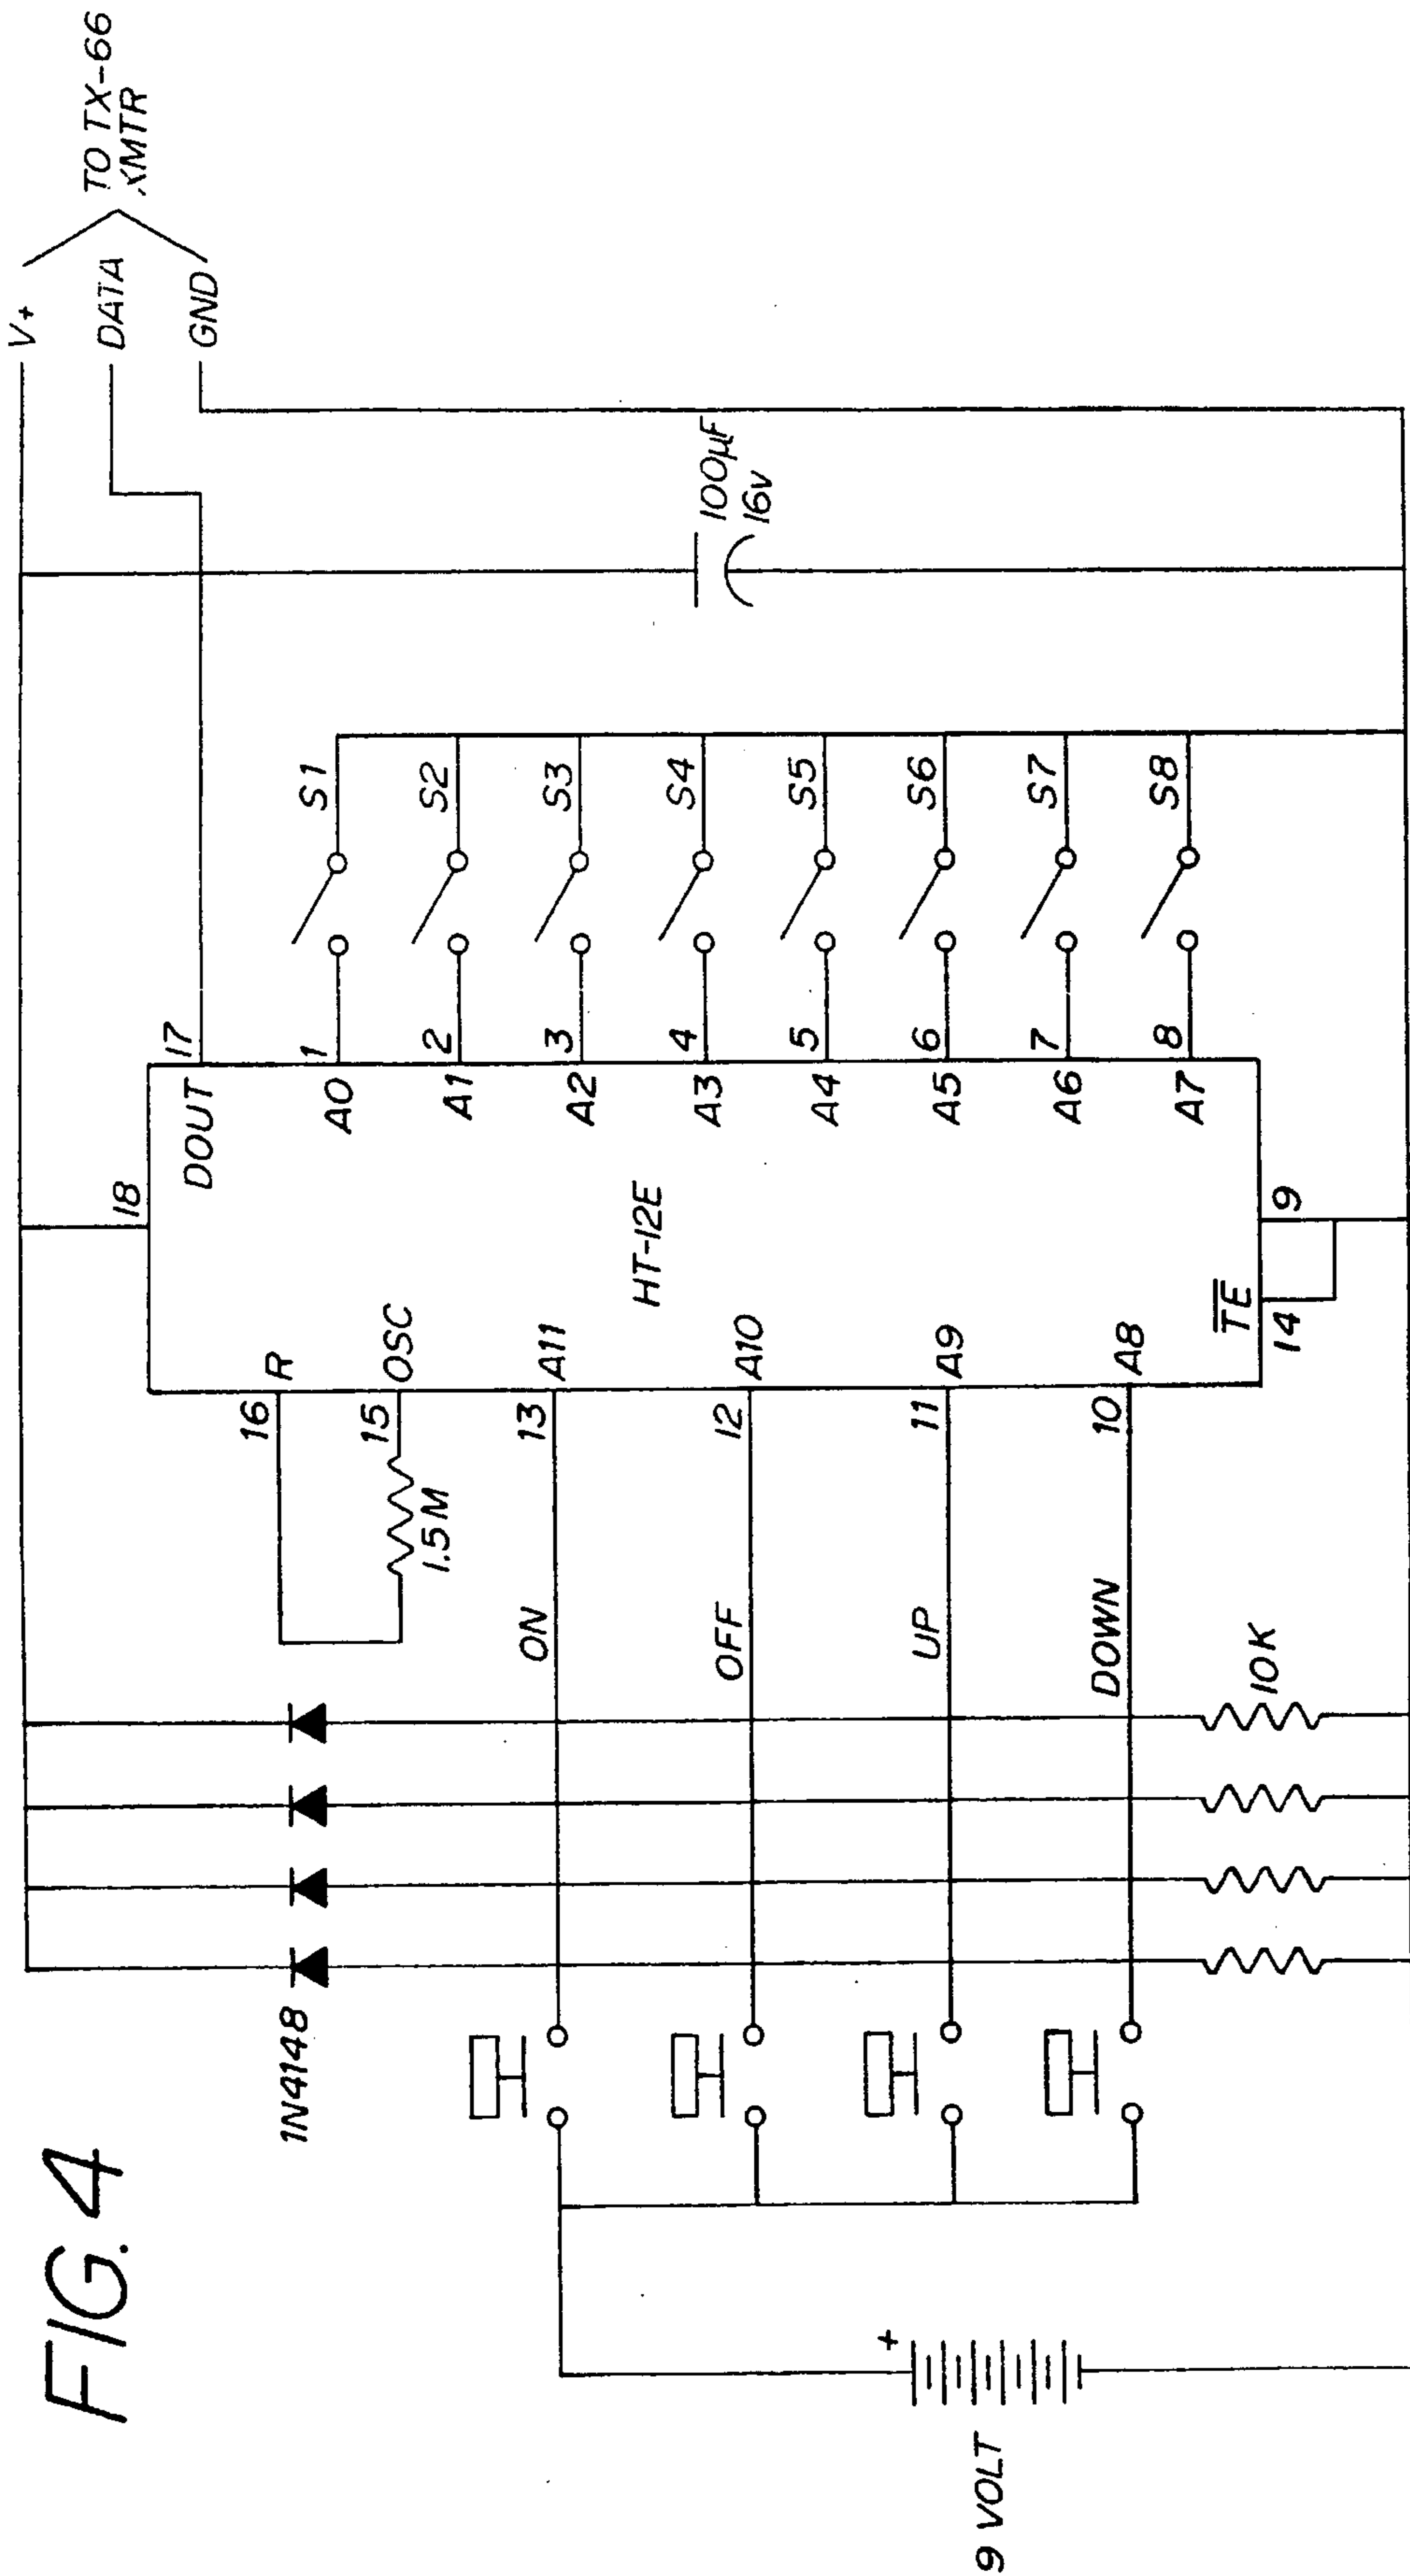 FIG. 4
V+
DATA
GND
TO TX-66
XMTR
1N4148
16
R
15
OSC
1.5 M
18
17
DOUT
ON
13
A11
OFF
12
A10
UP
11
A9
DOWN
10
A8
10K
HT-12E
A0
1
S1
A1
2
S2
A2
3
S3
A3
4
S4
A4
5
S5
A5
6
S6
A6
7
S7
A7
8
S8
TE
14
9
100µF
16v
+
9 VOLT